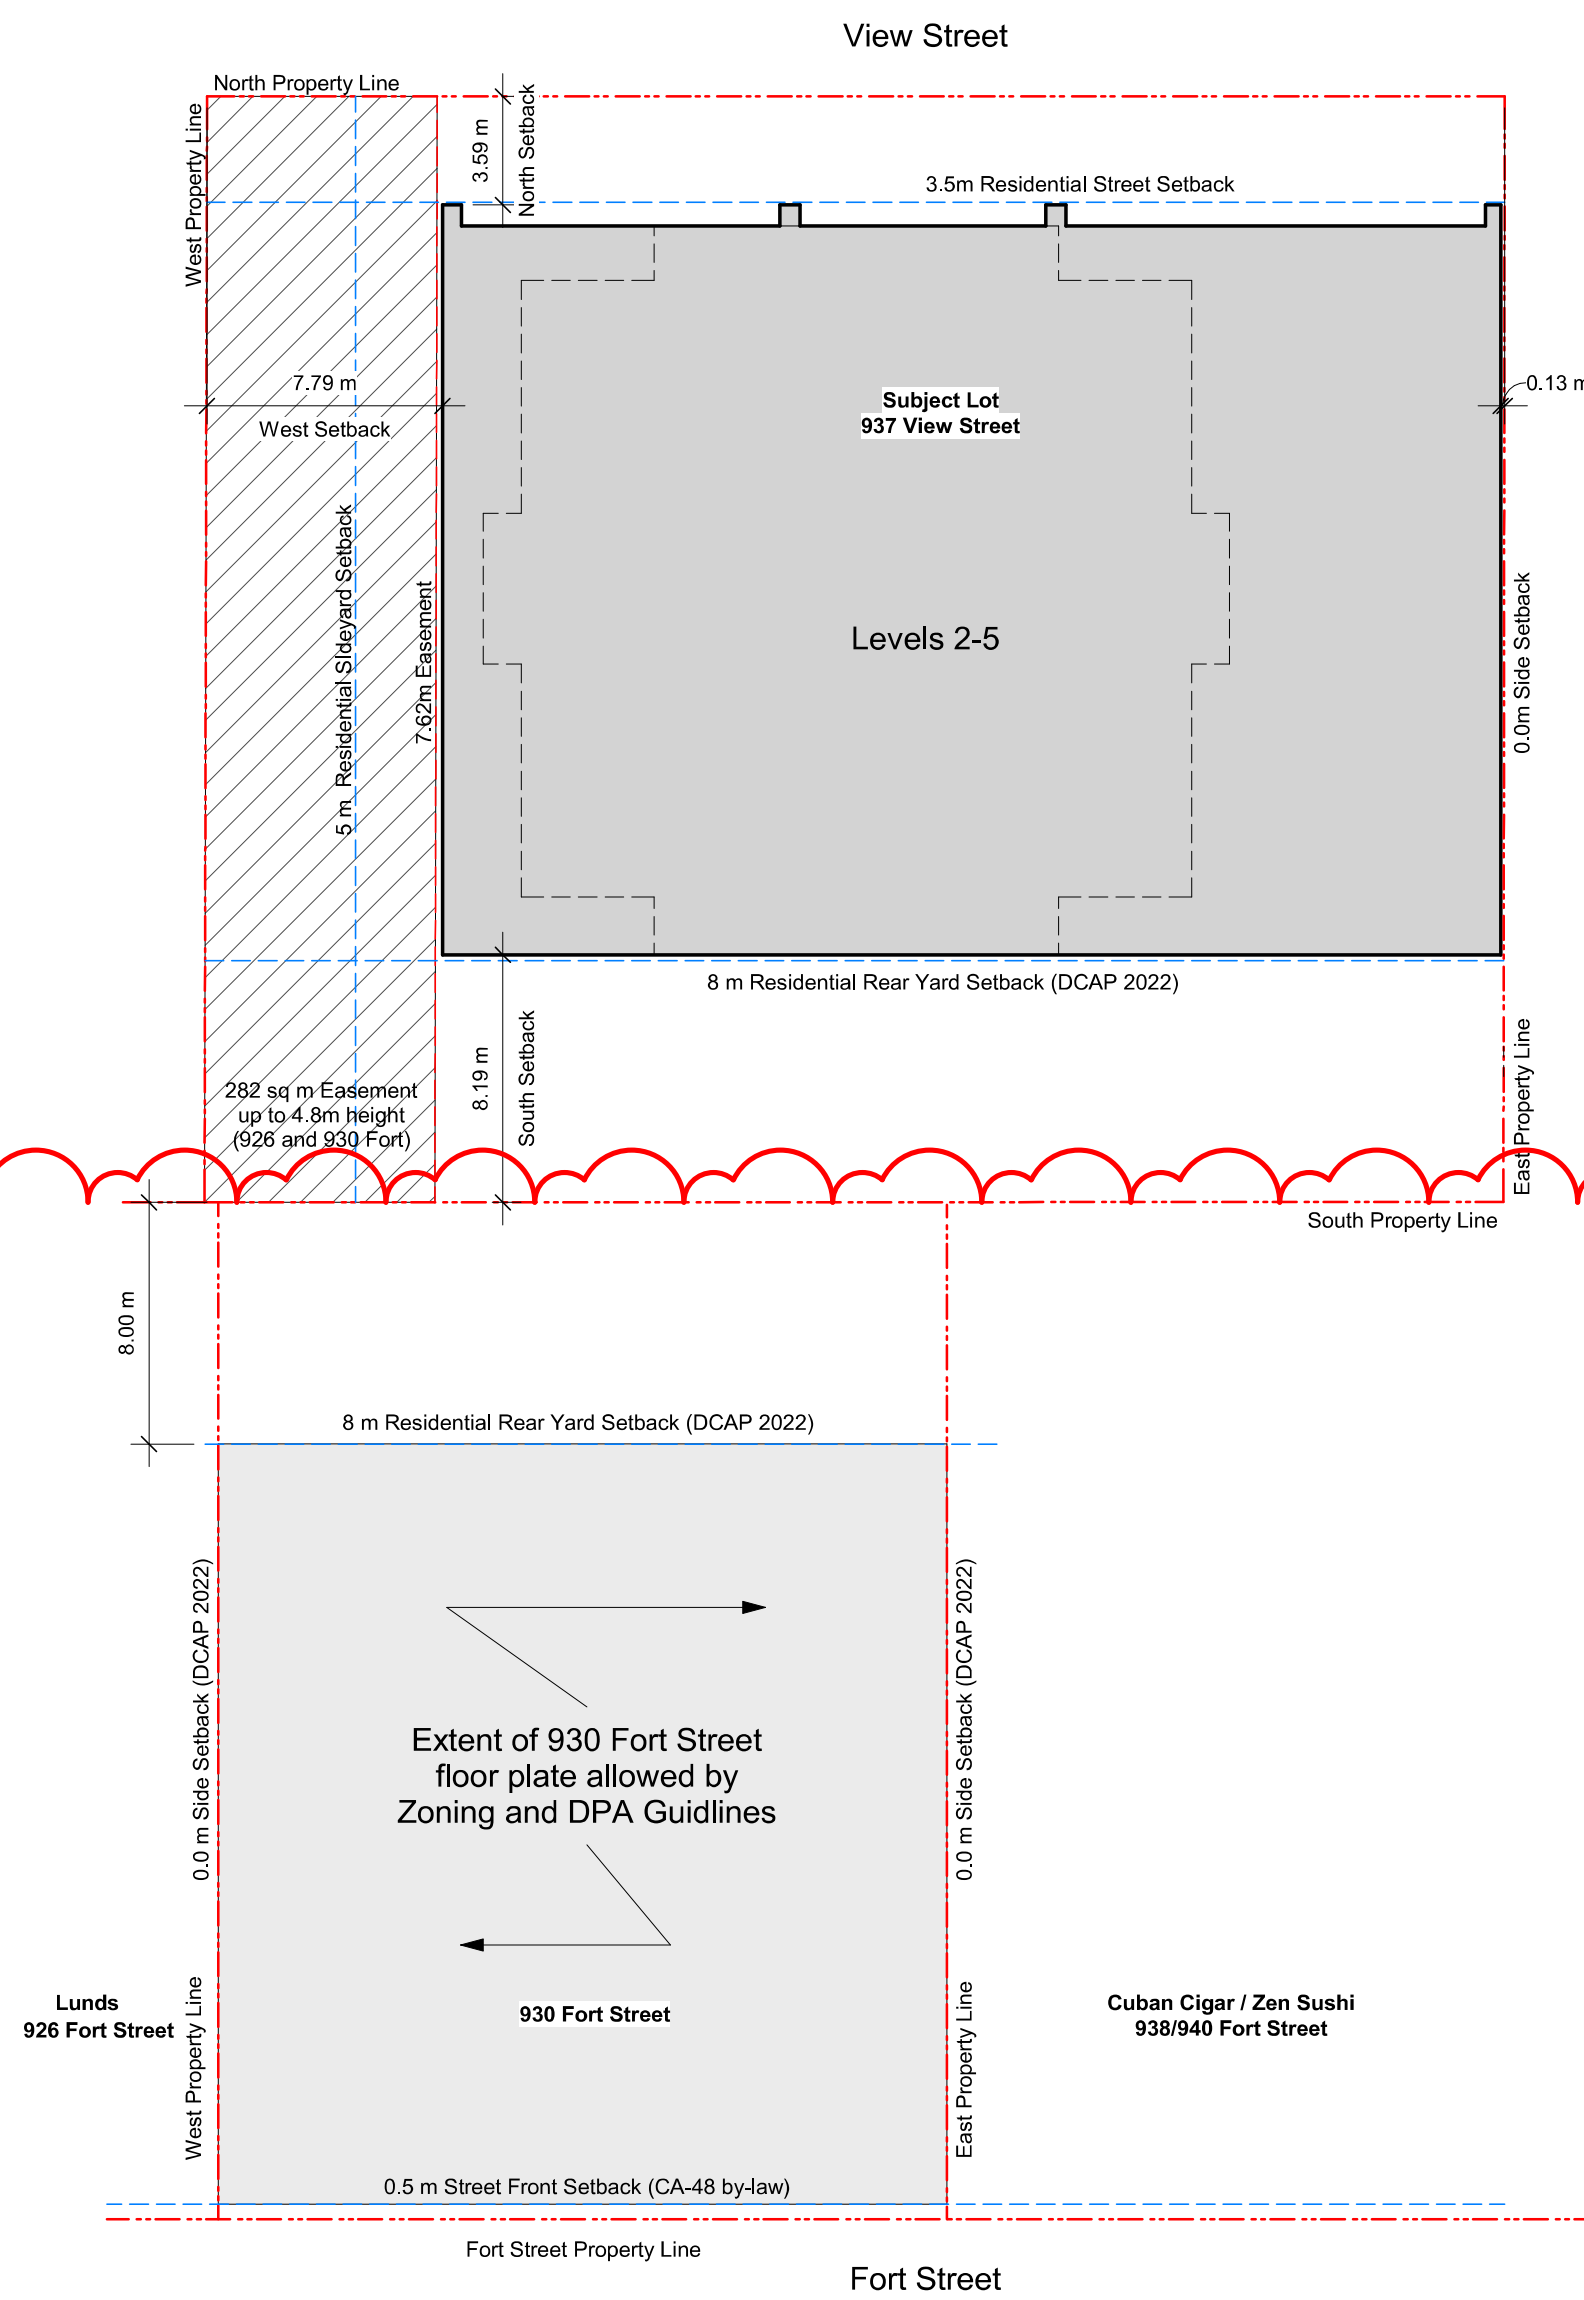 View Street
North Property Line
West Property Line
3.59 m
North Setback
3.5m Residential Street Setback
7.79 m
West Setback
Subject Lot
937 View Street
0.13 m
5 m Residential Sideyard Setback
7.62m Easement
Levels 2-5
0.0m Side Setback
8 m Residential Rear Yard Setback (DCAP 2022)
8.19 m
South Setback
East Property Line
282 sq m Easement
up to 4.8m height
(926 and 930 Fort)
South Property Line
8.00 m
8 m Residential Rear Yard Setback (DCAP 2022)
0.0 m Side Setback (DCAP 2022)
0.0 m Side Setback (DCAP 2022)
Extent of 930 Fort Street
floor plate allowed by
Zoning and DPA Guidlines
West Property Line
East Property Line
Lunds
926 Fort Street
930 Fort Street
Cuban Cigar / Zen Sushi
938/940 Fort Street
0.5 m Street Front Setback (CA-48 by-law)
Fort Street Property Line
Fort Street